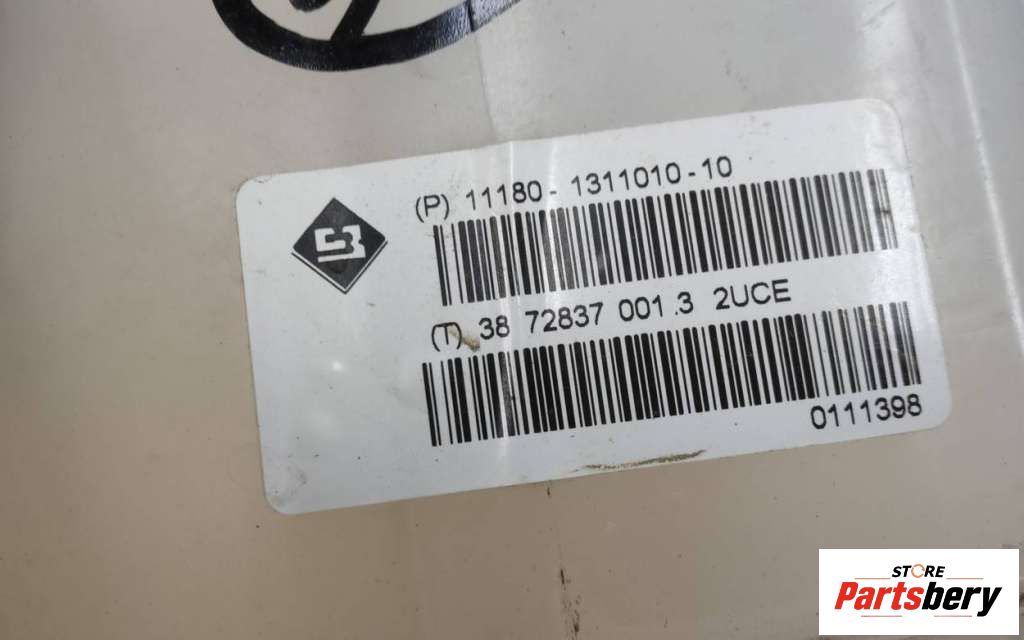 (P) 11180 - 1311010 - 10
(T) 38 72837 001.3 2UCE
0111398
STORE
Partsbery